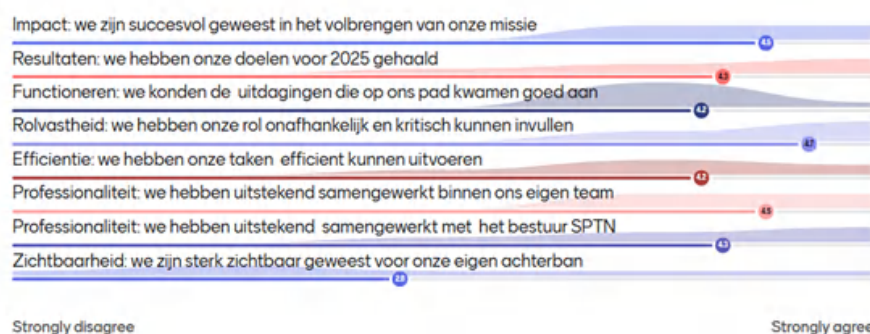 Impact: we zijn succesvol geweest in het volbrengen van onze missie
4.5
Resultaten: we hebben onze doelen voor 2025 gehaald
4.3
Functioneren: we konden de uitdagingen die op ons pad kwamen goed aan
4.2
Rolvastheid: we hebben onze rol onafhankelijk en kritisch kunnen invullen
4.7
Efficientie: we hebben onze taken efficient kunnen uitvoeren
4.2
Professionaliteit: we hebben uitstekend samengewerkt binnen ons eigen team
4.5
Professionaliteit: we hebben uitstekend samengewerkt met het bestuur SPTN
4.3
Zichtbaarheid: we zijn sterk zichtbaar geweest voor onze eigen achterban
2.8
Strongly disagree
Strongly agree